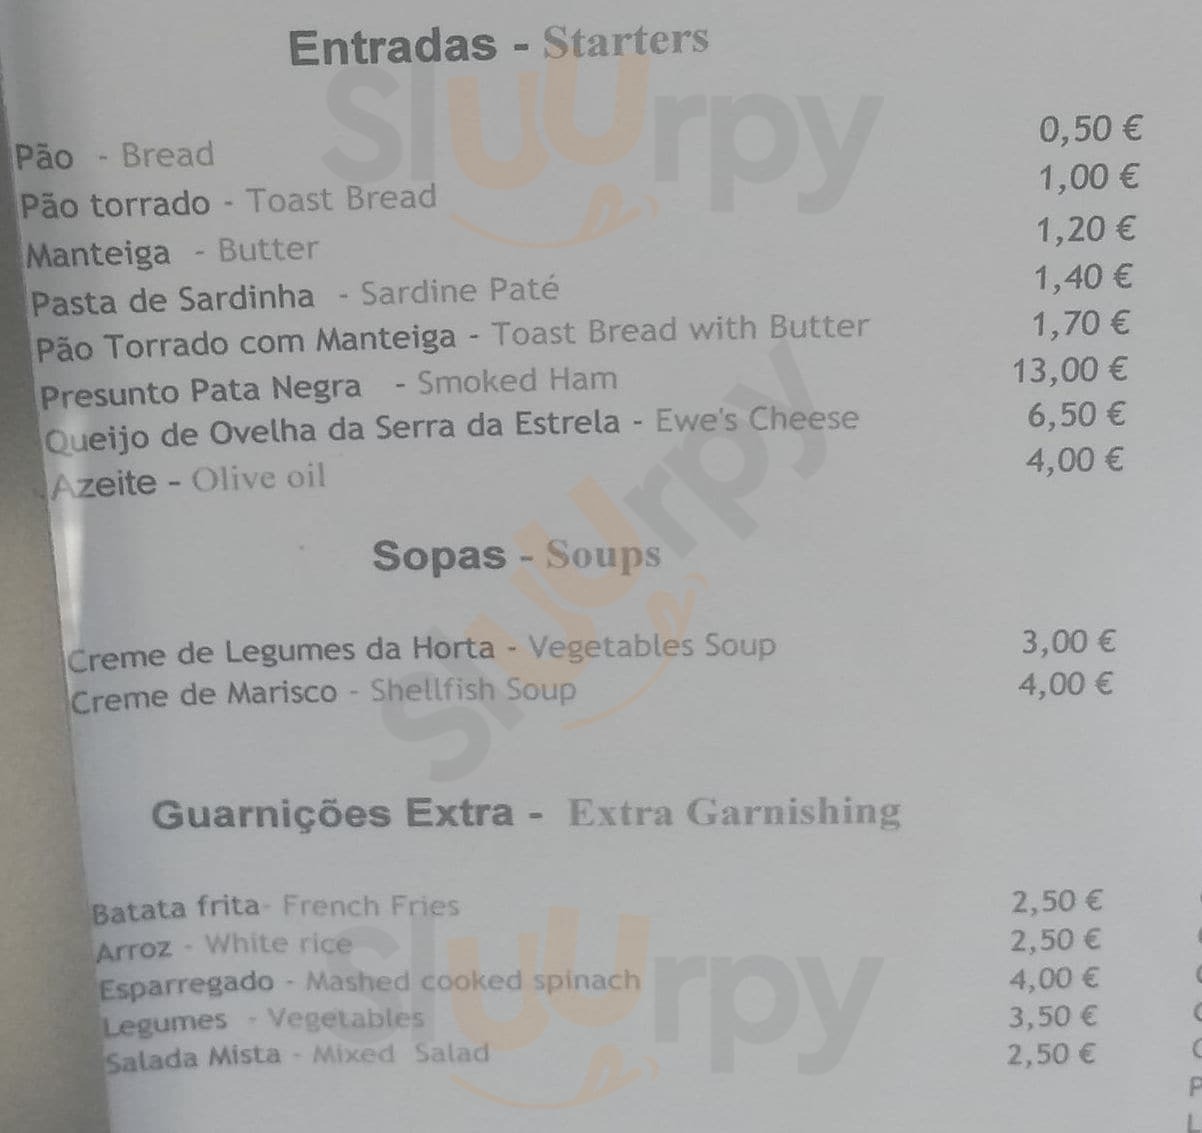 Entradas - Starters
Pão - Bread 0,50 €
Pão torrado - Toast Bread 1,00 €
Manteiga - Butter 1,20 €
Pasta de Sardinha - Sardine Paté 1,40 €
Pão Torrado com Manteiga - Toast Bread with Butter 1,70 €
Presunto Pata Negra - Smoked Ham 13,00 €
Queijo de Ovelha da Serra da Estrela - Ewe's Cheese 6,50 €
Azeite - Olive oil 4,00 €
Sopas - Soups
Creme de Legumes da Horta - Vegetables Soup 3,00 €
Creme de Marisco - Shellfish Soup 4,00 €
Guarnições Extra - Extra Garnishing
Batata frita- French Fries 2,50 €
Arroz - White rice 2,50 €
Esparregado - Mashed cooked spinach 4,00 €
Legumes - Vegetables 3,50 €
Salada Mista - Mixed Salad 2,50 €
Sluurpy
Sluurpy
Sluurpy